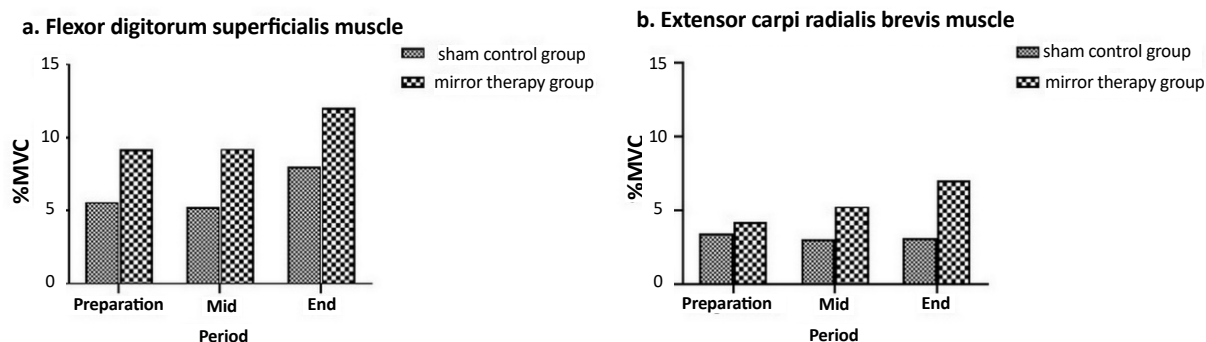 a. Flexor digitorum superficialis muscle
sham control group
mirror therapy group
15
10
5
0
%MVC
Preparation Mid End
Period
b. Extensor carpi radialis brevis muscle
sham control group
mirror therapy group
15
10
5
0
%MVC
Preparation Mid End
Period